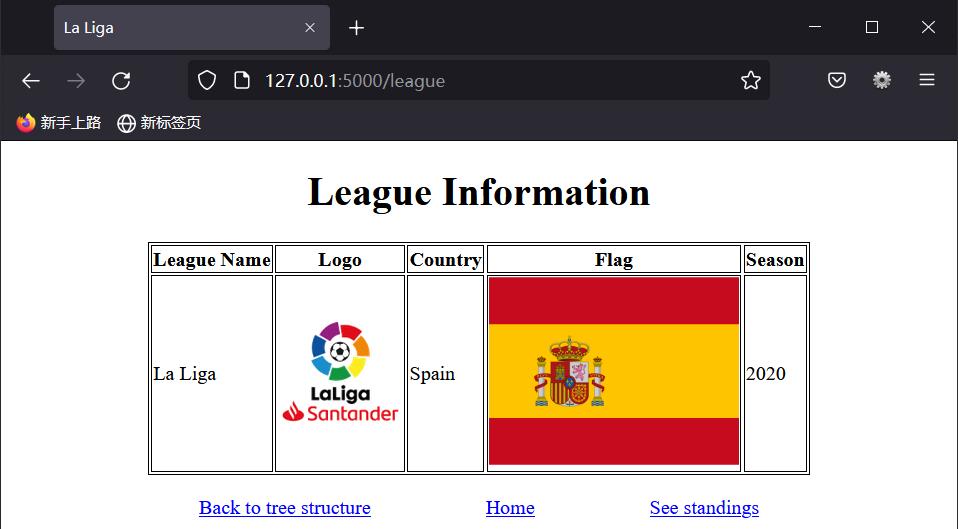 La Liga
127.0.0.1:5000/league
新手上路 新标签页
League Information
League Name Logo Country Flag Season
La Liga LaLiga Santander Spain 2020
Back to tree structure Home See standings